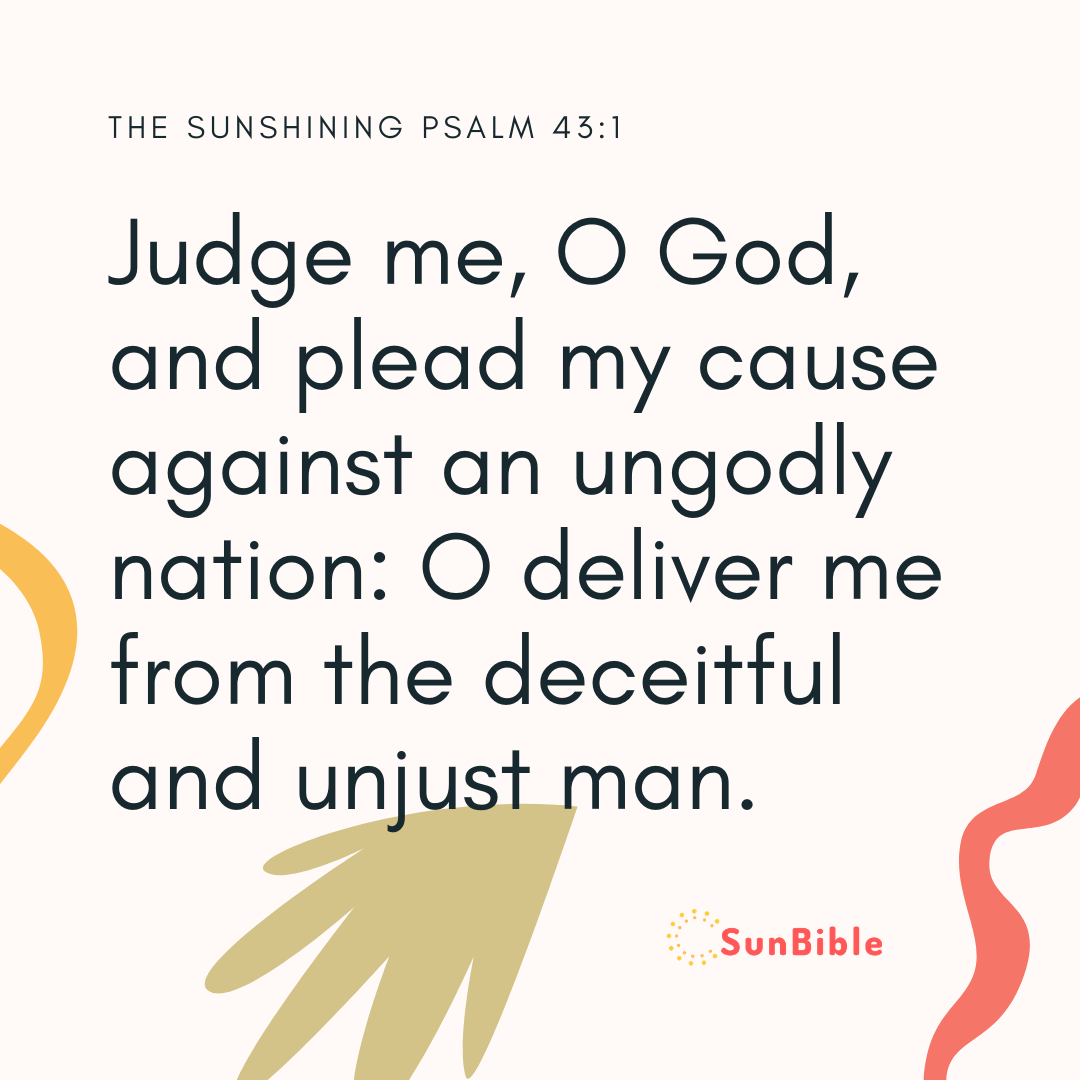 THE SUNSHINING PSALM 43:1
Judge me, O God,
and plead my cause
against an ungodly
nation: O deliver me
from the deceitful
and unjust man.
SunBible